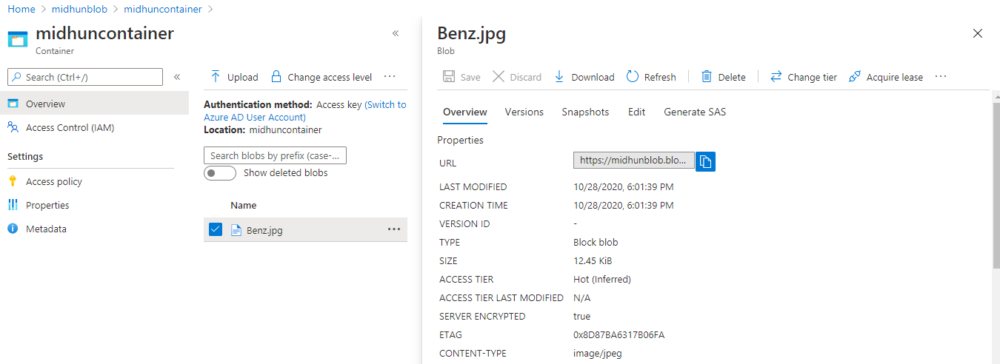 Home > midhunblob > midhuncontainer >
midhuncontainer
Container
Search (Ctrl+/)
Overview
Access Control (IAM)
Settings
Access policy
Properties
Metadata
Upload Change access level ...
Authentication method: Access key (Switch to
Azure AD User Account)
Location: midhuncontainer
Search blobs by prefix (case-...
Show deleted blobs
Name
Benz.jpg ...
Benz.jpg
Blob
Save Discard Download Refresh Delete Change tier Acquire lease ...
Overview Versions Snapshots Edit Generate SAS
Properties
URL https://midhunblob.blo...
LAST MODIFIED 10/28/2020, 6:01:39 PM
CREATION TIME 10/28/2020, 6:01:39 PM
VERSION ID -
TYPE Block blob
SIZE 12.45 KiB
ACCESS TIER Hot (Inferred)
ACCESS TIER LAST MODIFIED N/A
SERVER ENCRYPTED true
ETAG 0x8D87BA6317B06FA
CONTENT-TYPE image/jpeg